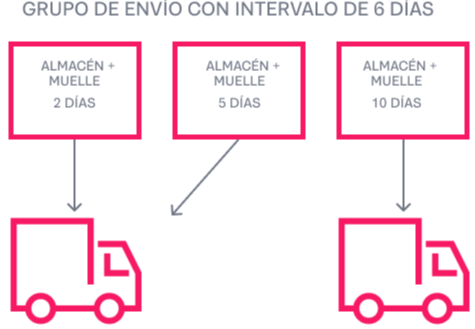 GRUPO DE ENVÍO CON INTERVALO DE 6 DÍAS
ALMACÉN +
MUELLE
2 DÍAS
ALMACÉN +
MUELLE
5 DÍAS
ALMACÉN +
MUELLE
10 DÍAS